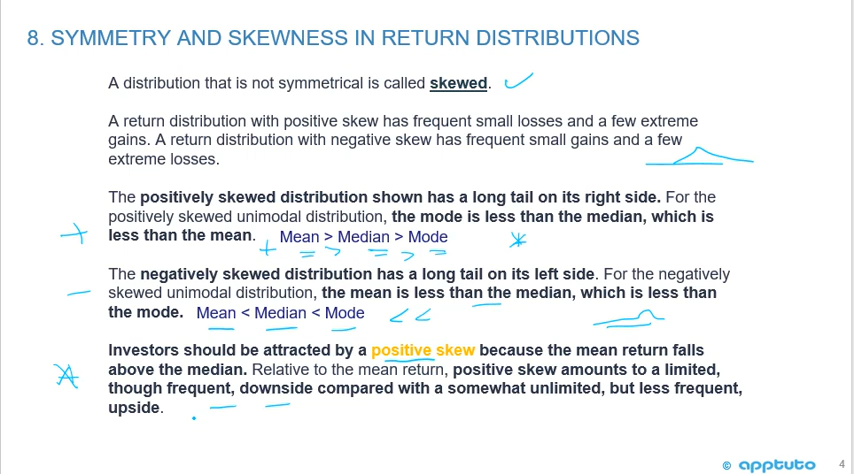 8. SYMMETRY AND SKEWNESS IN RETURN DISTRIBUTIONS
A distribution that is not symmetrical is called skewed.
A return distribution with positive skew has frequent small losses and a few extreme
gains. A return distribution with negative skew has frequent small gains and a few
extreme losses.
The positively skewed distribution shown has a long tail on its right side. For the
positively skewed unimodal distribution, the mode is less than the median, which is
less than the mean. Mean > Median > Mode
+ + = > = > = *
The negatively skewed distribution has a long tail on its left side. For the negatively
skewed unimodal distribution, the mean is less than the median, which is less than
the mode. Mean < Median < Mode < <
Investors should be attracted by a positive skew because the mean return falls
above the median. Relative to the mean return, positive skew amounts to a limited,
though frequent, downside compared with a somewhat unlimited, but less frequent,
upside.
© apptuto 4